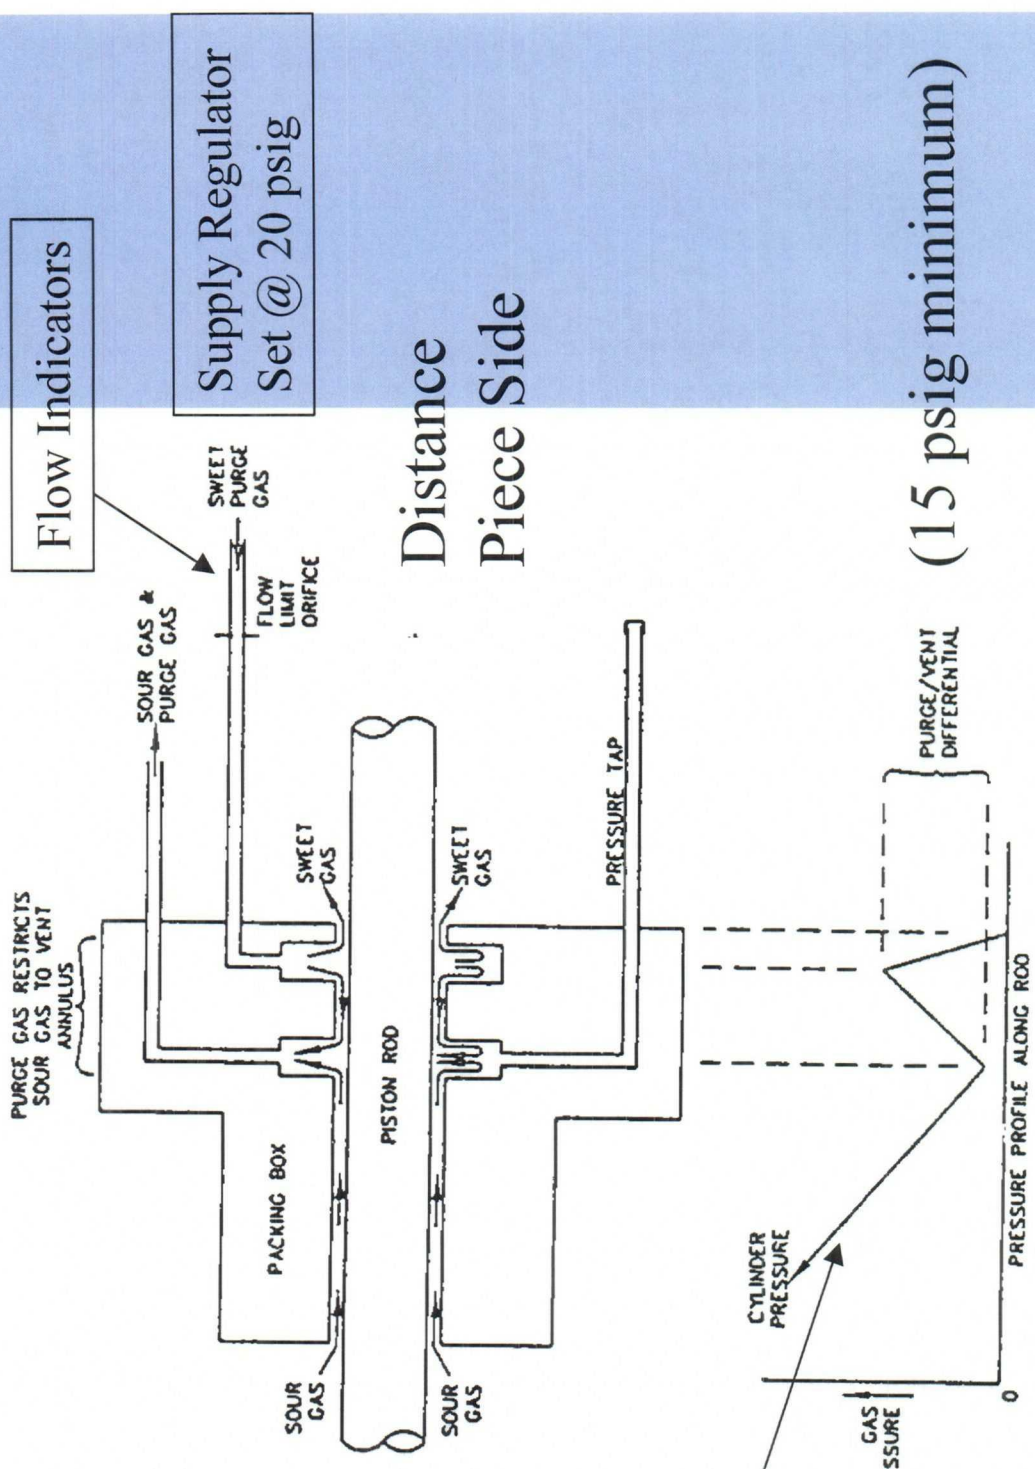 Flow Indicators
Supply Regulator
Set @ 20 psig
SOUR GAS &
PURGE GAS
SWEET
PURGE
GAS
FLOW
LIMIT
ORIFICE
PURGE GAS RESTRICTS
SOUR GAS TO VENT
ANNULUS
SWEET
GAS
Distance
Piece Side
PACKING BOX
PISTON ROD
SOUR
GAS
SOUR
GAS
SWEET
GAS
PRESSURE TAP
CYLINDER
PRESSURE
PURGE/VENT
DIFFERENTIAL
(15 psig minimum)
GAS
SSURE
0
PRESSURE PROFILE ALONG ROD